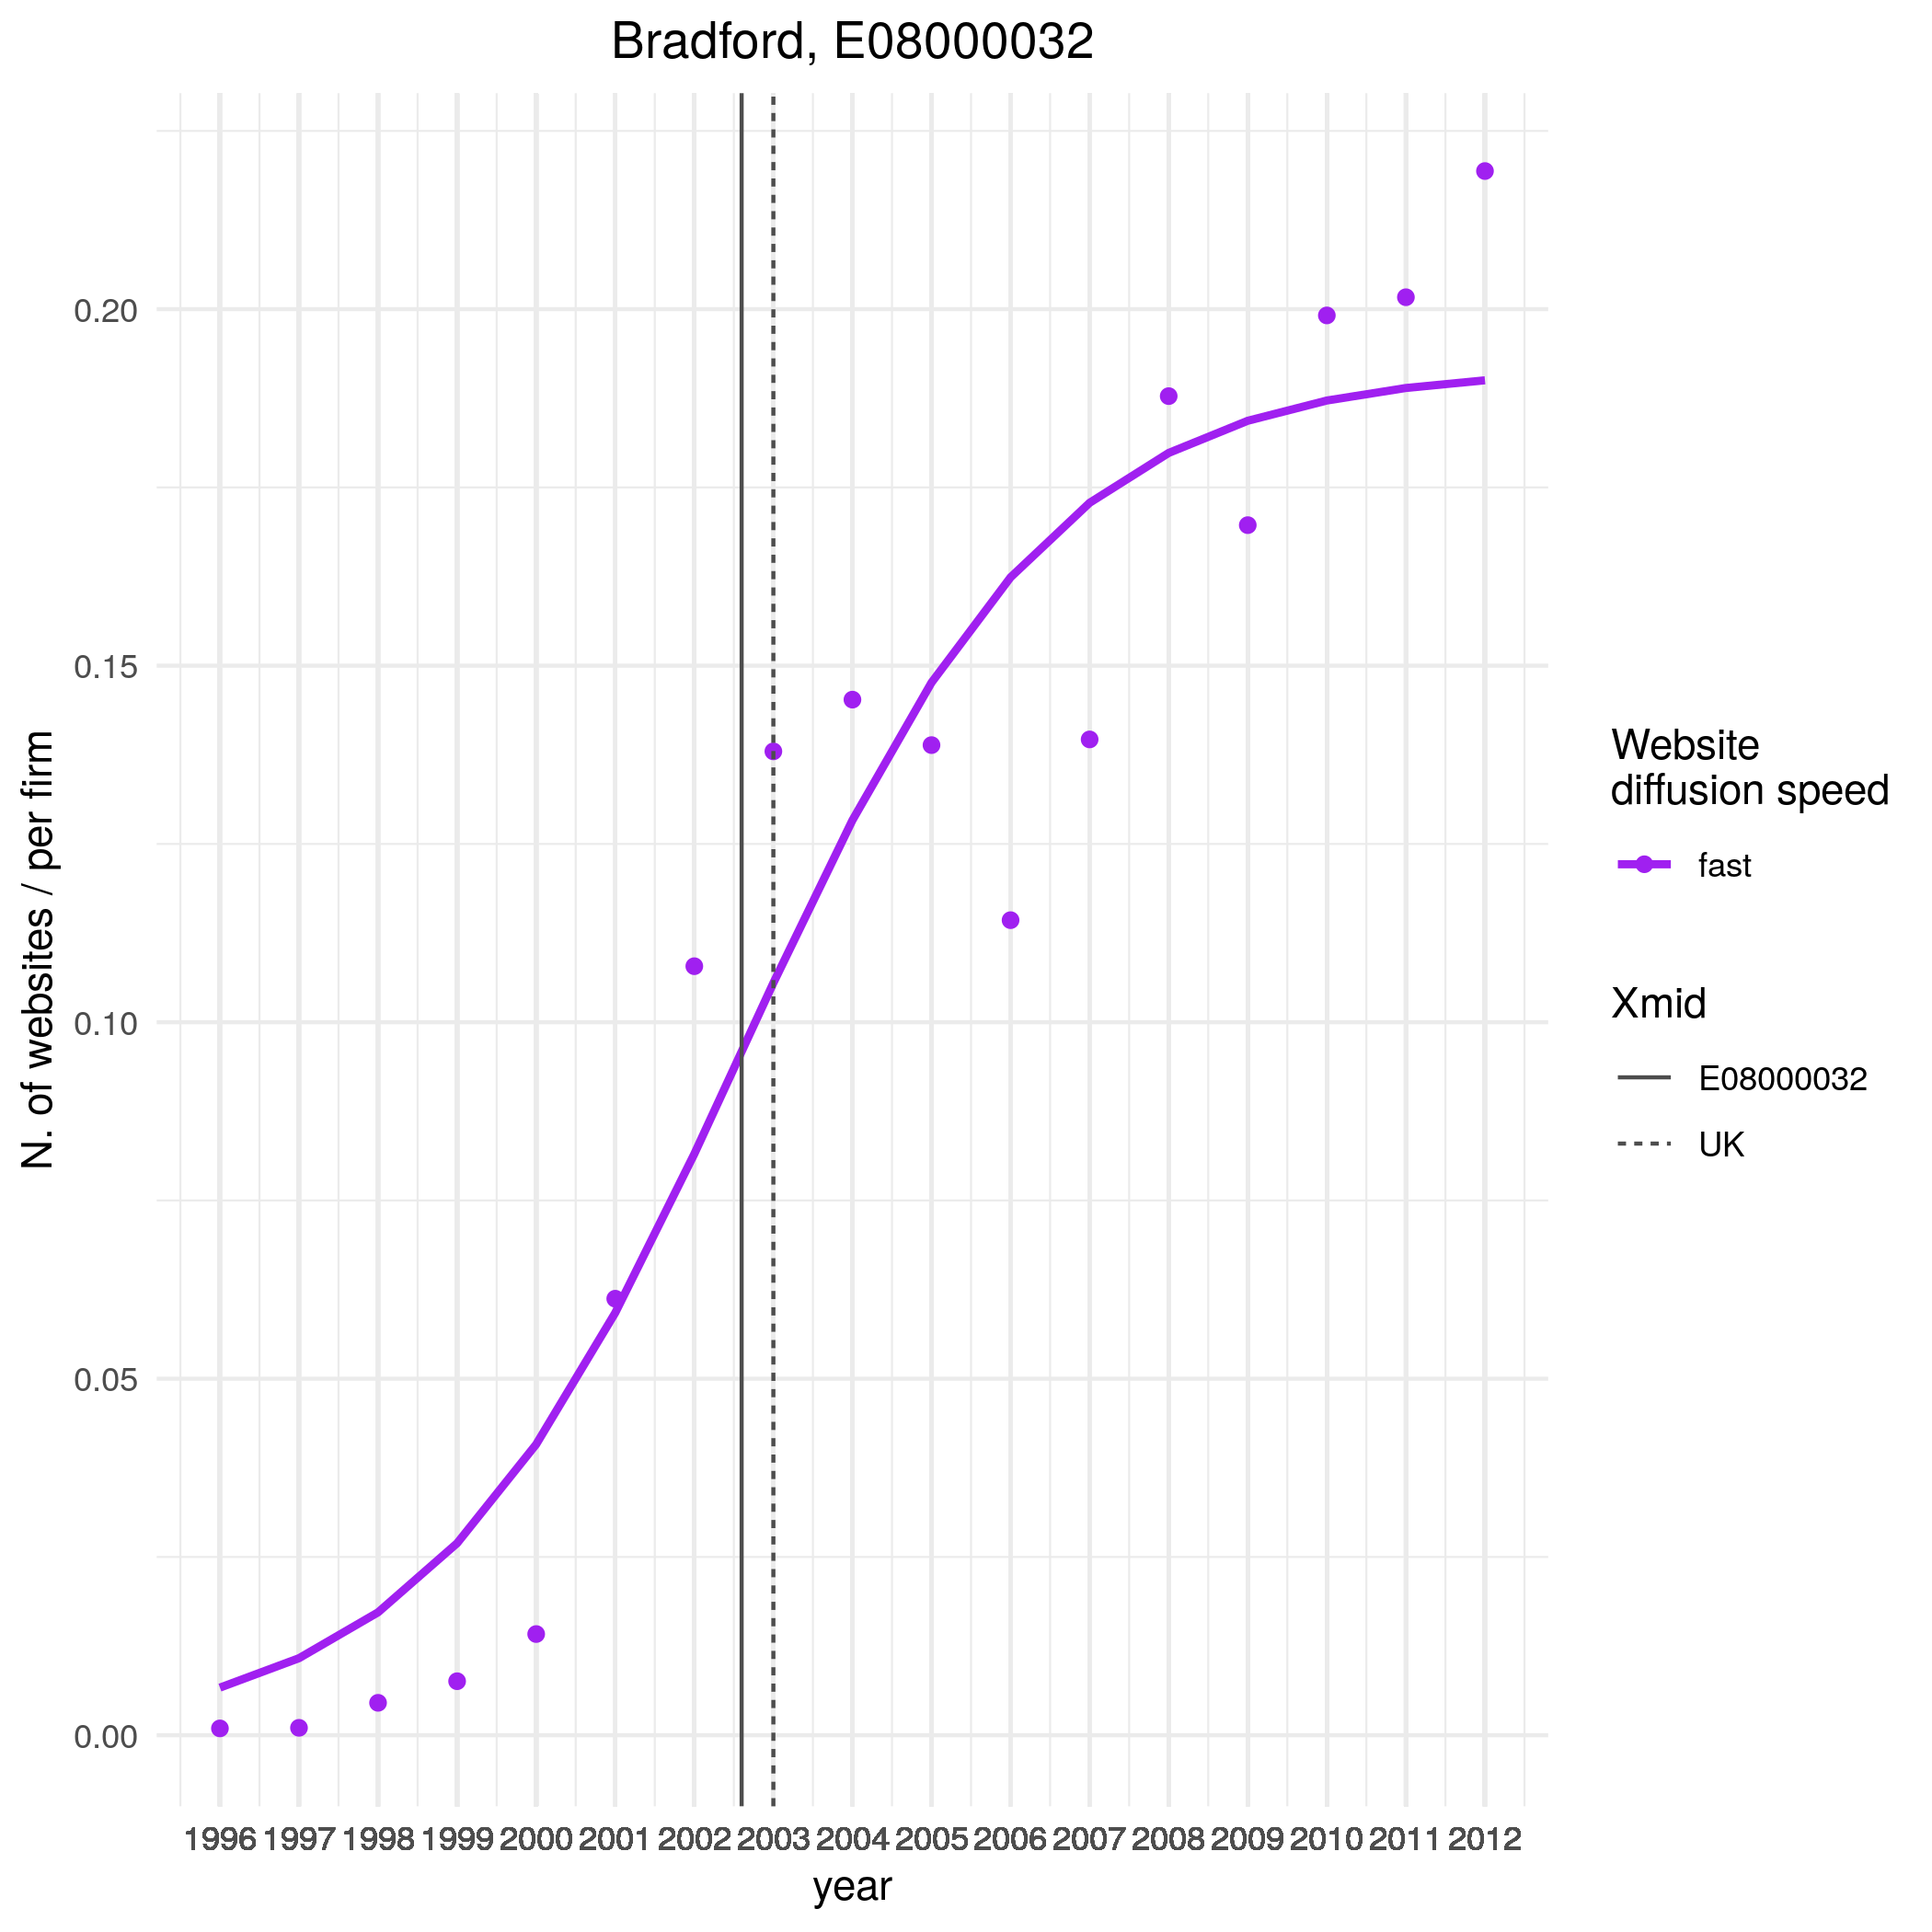 Bradford, E08000032
N. of websites / per firm
0.20
0.15
0.10
0.05
0.00
1996 1997 1998 1999 2000 2001 2002 2003 2004 2005 2006 2007 2008 2009 2010 2011 2012
year
Website
diffusion speed
fast
Xmid
E08000032
UK